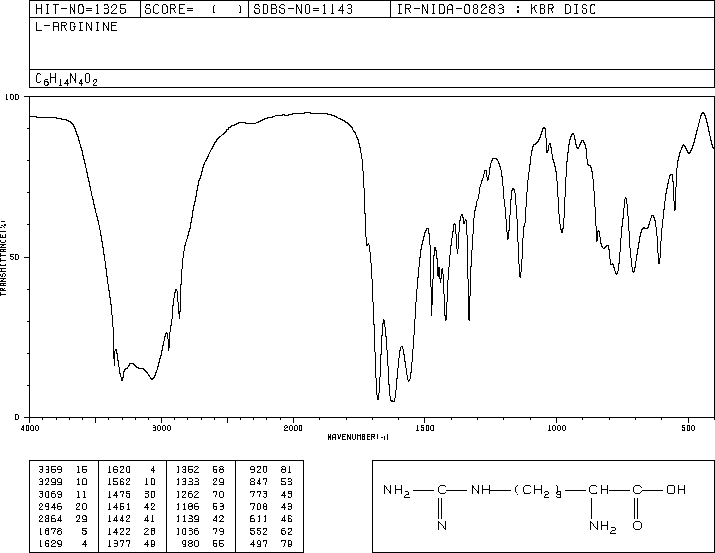 HIT-NO=1325 SCORE= ( ) SDBS-NO=1143 IR-NIDA-08283 : KBR DISC
L-ARGININE
C6H14N4O2
100
TRANSMITTANCE(%)
50
0
4000 3000 2000 1500 1000 500
WAVENUMBER(-1)
3359 15 1620 4 1352 58 920 81
3299 10 1562 10 1333 29 847 53
3069 11 1475 30 1262 70 773 43
2946 20 1451 42 1186 53 708 43
2864 29 1442 41 1139 42 611 46
1678 5 1422 28 1036 79 552 62
1629 4 1377 49 980 55 497 79
NH2 C NH (CH2)3 CH C OH
N NH2 O